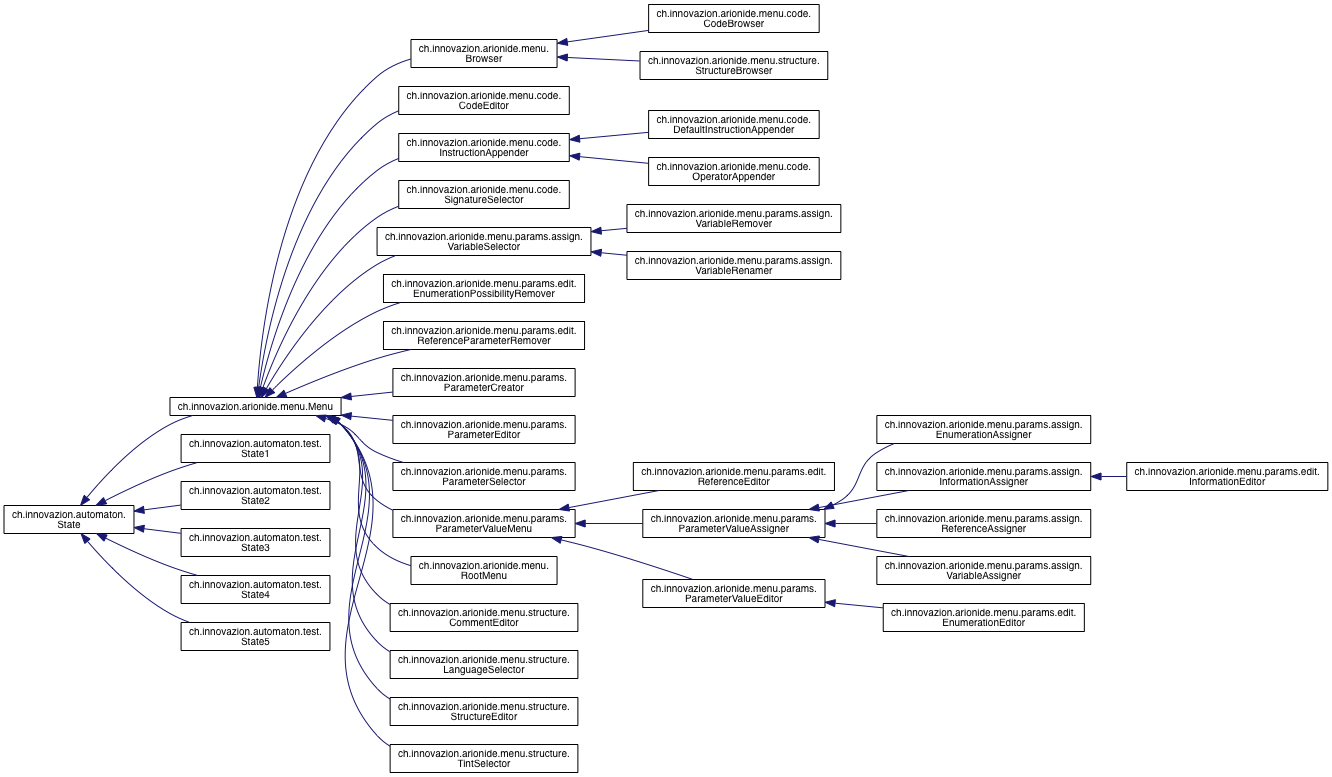 ch.innovazion.arionide.menu.code.
CodeBrowser
ch.innovazion.arionide.menu.
Browser
ch.innovazion.arionide.menu.structure.
StructureBrowser
ch.innovazion.arionide.menu.code.
CodeEditor
ch.innovazion.arionide.menu.code.
DefaultInstructionAppender
ch.innovazion.arionide.menu.code.
InstructionAppender
ch.innovazion.arionide.menu.code.
OperatorAppender
ch.innovazion.arionide.menu.code.
SignatureSelector
ch.innovazion.arionide.menu.params.assign.
VariableRemover
ch.innovazion.arionide.menu.params.assign.
VariableSelector
ch.innovazion.arionide.menu.params.assign.
VariableRenamer
ch.innovazion.arionide.menu.params.edit.
EnumerationPossibilityRemover
ch.innovazion.arionide.menu.params.edit.
ReferenceParameterRemover
ch.innovazion.arionide.menu.params.
ParameterCreator
ch.innovazion.arionide.menu.Menu
ch.innovazion.arionide.menu.params.
ParameterEditor
ch.innovazion.arionide.menu.params.assign.
EnumerationAssigner
ch.innovazion.automaton.test.
State1
ch.innovazion.arionide.menu.params.
ParameterSelector
ch.innovazion.arionide.menu.params.edit.
ReferenceEditor
ch.innovazion.arionide.menu.params.assign.
InformationAssigner
ch.innovazion.arionide.menu.params.edit.
InformationEditor
ch.innovazion.automaton.test.
State2
ch.innovazion.automaton.
State
ch.innovazion.arionide.menu.params.
ParameterValueMenu
ch.innovazion.arionide.menu.params.
ParameterValueAssigner
ch.innovazion.arionide.menu.params.assign.
ReferenceAssigner
ch.innovazion.automaton.test.
State3
ch.innovazion.arionide.menu.
RootMenu
ch.innovazion.arionide.menu.params.assign.
VariableAssigner
ch.innovazion.automaton.test.
State4
ch.innovazion.arionide.menu.params.
ParameterValueEditor
ch.innovazion.arionide.menu.structure.
CommentEditor
ch.innovazion.arionide.menu.params.edit.
EnumerationEditor
ch.innovazion.automaton.test.
State5
ch.innovazion.arionide.menu.structure.
LanguageSelector
ch.innovazion.arionide.menu.structure.
StructureEditor
ch.innovazion.arionide.menu.structure.
TintSelector